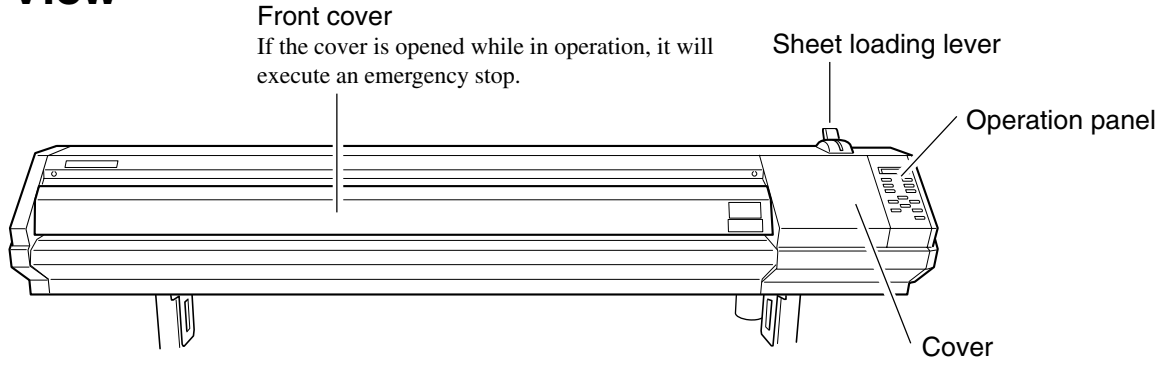 View
Front cover
If the cover is opened while in operation, it will
execute an emergency stop.
Sheet loading lever
Operation panel
Cover